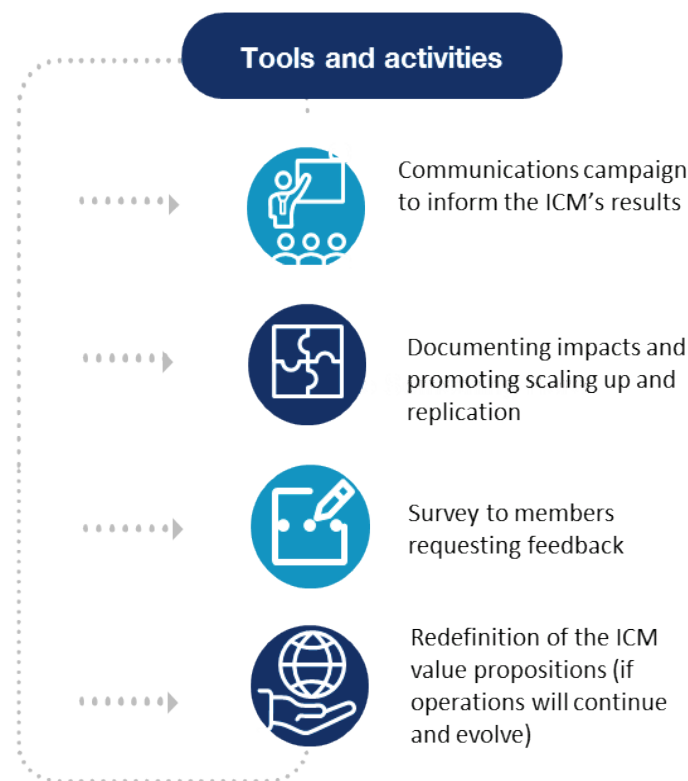 Tools and activities
Communications campaign
to inform the ICM’s results
Documenting impacts and
promoting scaling up and
replication
Survey to members
requesting feedback
Redefinition of the ICM
value propositions (if
operations will continue
and evolve)